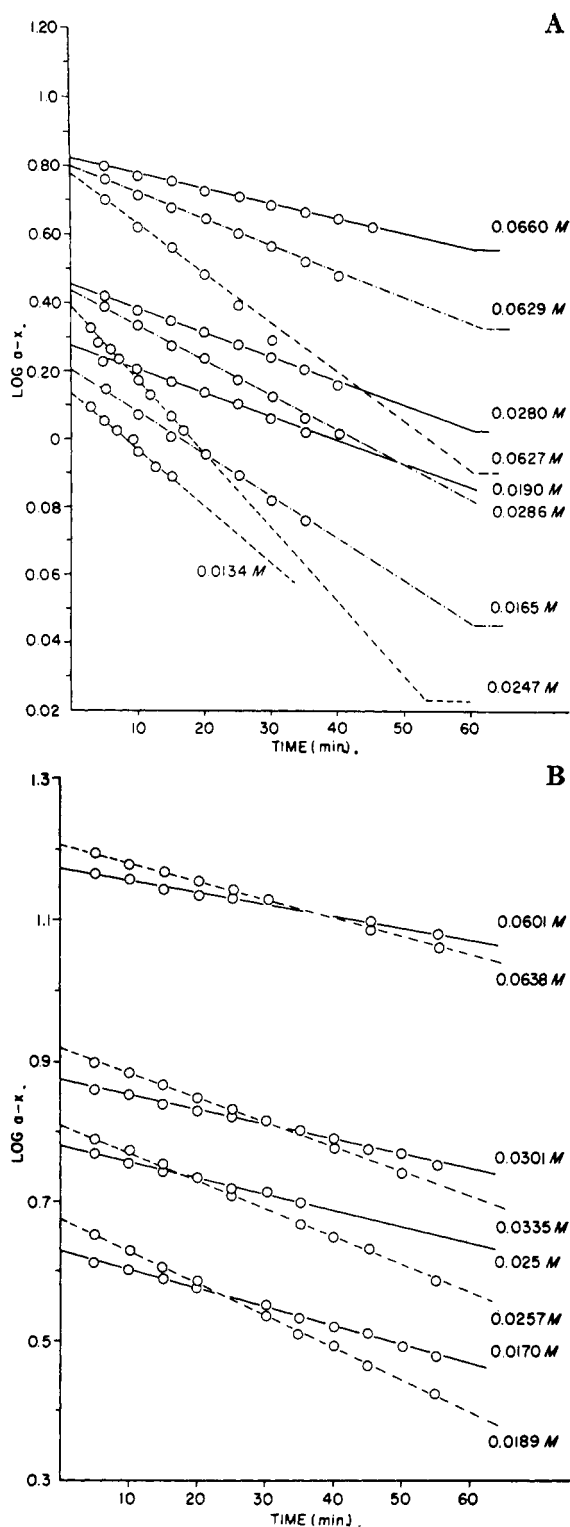 A
1.20
1.0
0.80
0.60
0.40
0.20
0
0.08
0.06
0.04
0.02
LOG a-x.
0.0660 M
0.0629 M
0.0280 M
0.0627 M
0.0190 M
0.0286 M
0.0134 M
0.0165 M
0.0247 M
10 20 30 40 50 60
TIME (min).
B
1.3
1.1
0.9
0.7
0.5
0.3
LOG a-x.
0.0601 M
0.0638 M
0.0301 M
0.0335 M
0.025 M
0.0257 M
0.0170 M
0.0189 M
10 20 30 40 50 60
TIME (min).